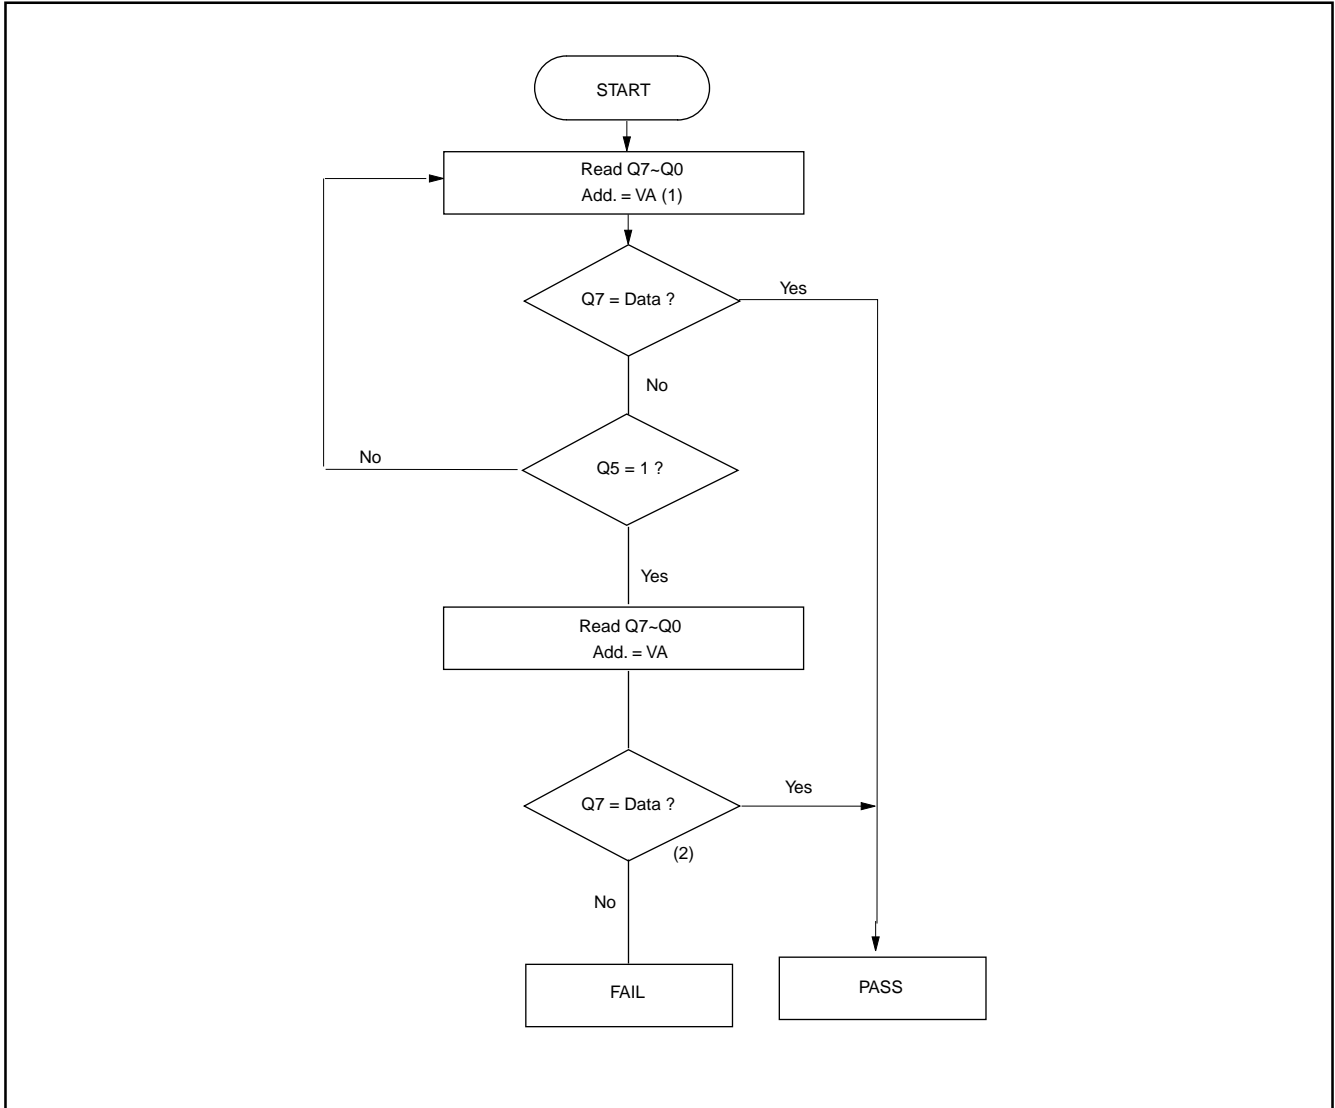 START
Read Q7~Q0
Add. = VA (1)
Q7 = Data ?
Yes
No
No
Q5 = 1 ?
Yes
Read Q7~Q0
Add. = VA
Q7 = Data ?
Yes
(2)
No
FAIL
PASS